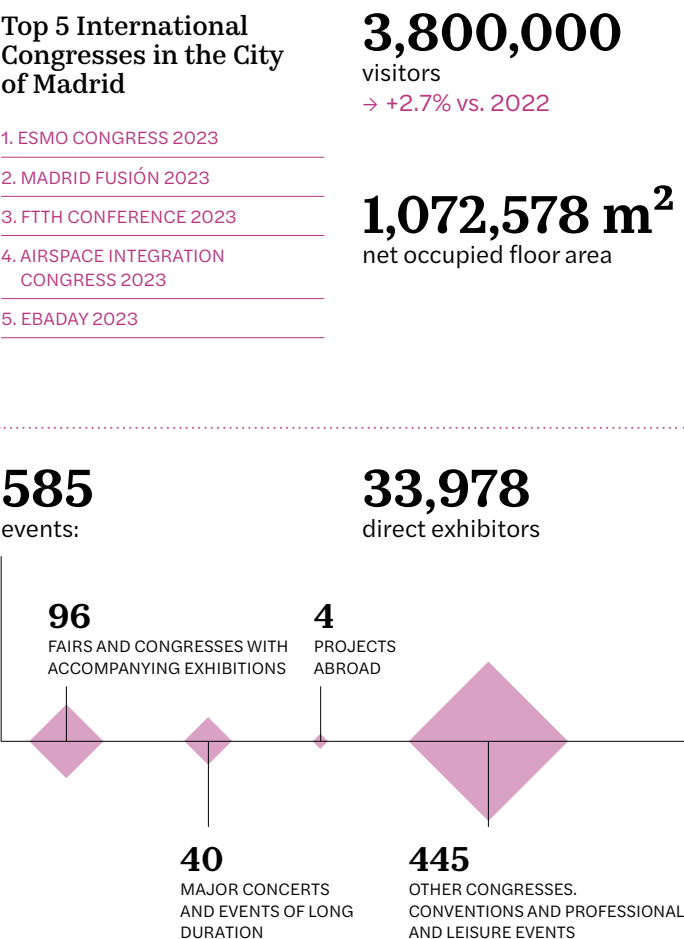 Top 5 International
Congresses in the City
of Madrid
1. ESMO CONGRESS 2023
2. MADRID FUSIÓN 2023
3. FTTH CONFERENCE 2023
4. AIRSPACE INTEGRATION
CONGRESS 2023
5. EBADAY 2023
3,800,000
visitors
→ +2.7% vs. 2022
1,072,578 m²
net occupied floor area
585
events:
33,978
direct exhibitors
96
FAIRS AND CONGRESSES WITH
ACCOMPANYING EXHIBITIONS
4
PROJECTS
ABROAD
40
MAJOR CONCERTS
AND EVENTS OF LONG
DURATION
445
OTHER CONGRESSES.
CONVENTIONS AND PROFESSIONAL
AND LEISURE EVENTS